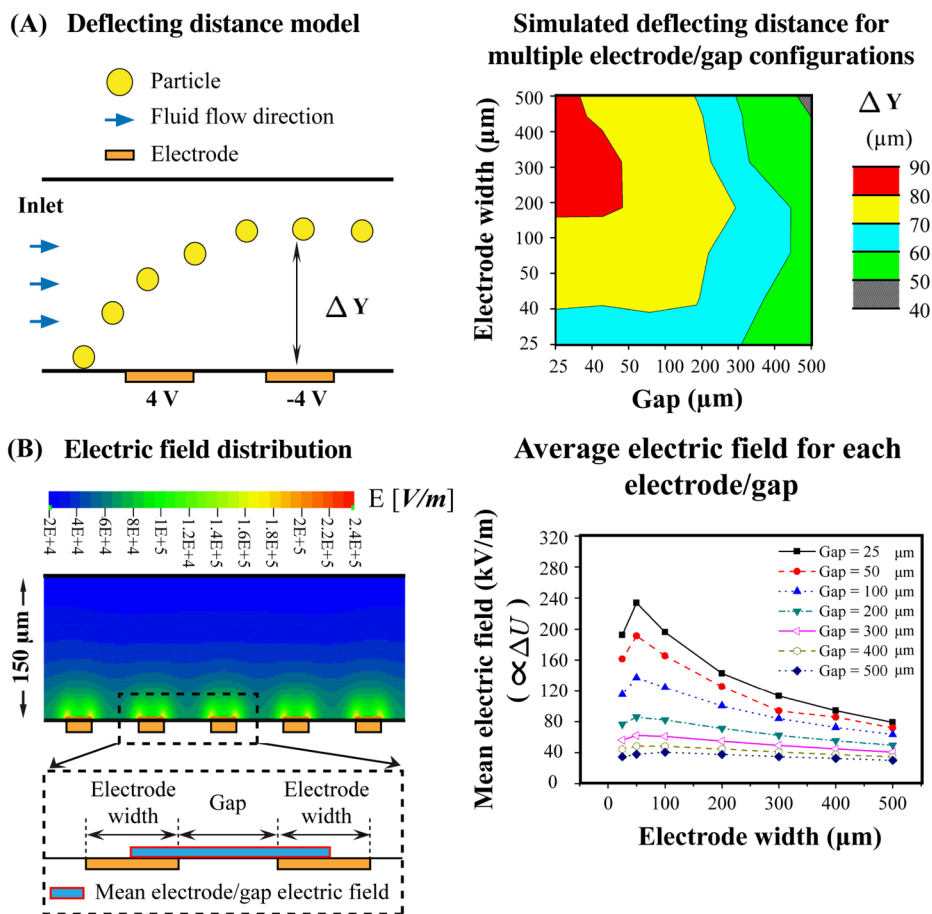 (A) Deflecting distance model
Particle
Fluid flow direction
Electrode
Inlet
Δ Y
4 V
-4 V
Simulated deflecting distance for
multiple electrode/gap configurations
Electrode width (µm)
500
400
300
200
100
50
40
25
25 40 50 100 200 300 400 500
Gap (µm)
Δ Y
(µm)
90
80
70
60
50
40
(B) Electric field distribution
E [V/m]
2E+4
4E+4
6E+4
8E+4
1E+5
1.2E+4
1.4E+5
1.6E+5
1.8E+5
2E+5
2.2E+5
2.4E+5
150 µm
Electrode
width
Gap
Electrode
width
Mean electrode/gap electric field
Average electric field for each
electrode/gap
Mean electric field (kV/m)
(∝ΔU)
320
280
240
200
160
120
80
40
0
Gap = 25 µm
Gap = 50 µm
Gap = 100 µm
Gap = 200 µm
Gap = 300 µm
Gap = 400 µm
Gap = 500 µm
0 100 200 300 400 500
Electrode width (µm)